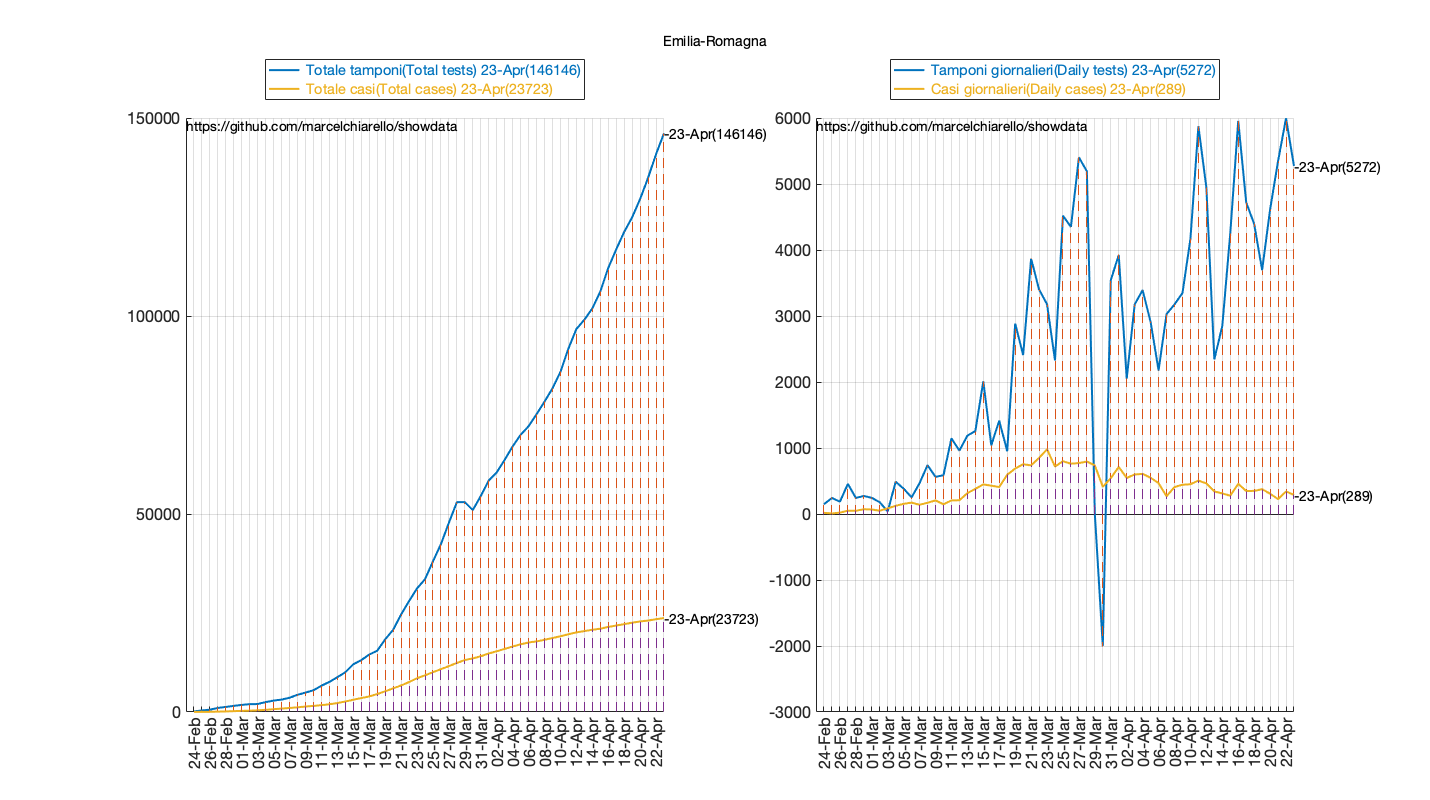 Emilia-Romagna
Totale tamponi(Total tests) 23-Apr(146146)
Totale casi(Total cases) 23-Apr(23723)
https://github.com/marcelchiarello/showdata
150000
100000
50000
0
23-Apr(146146)
23-Apr(23723)
24-Feb
26-Feb
28-Feb
01-Mar
03-Mar
05-Mar
07-Mar
09-Mar
11-Mar
13-Mar
15-Mar
17-Mar
19-Mar
21-Mar
23-Mar
25-Mar
27-Mar
29-Mar
31-Mar
02-Apr
04-Apr
06-Apr
08-Apr
10-Apr
12-Apr
14-Apr
16-Apr
18-Apr
20-Apr
22-Apr
Tamponi giornalieri(Daily tests) 23-Apr(5272)
Casi giornalieri(Daily cases) 23-Apr(289)
https://github.com/marcelchiarello/showdata
6000
5000
4000
3000
2000
1000
0
-1000
-2000
-3000
23-Apr(5272)
23-Apr(289)
24-Feb
26-Feb
28-Feb
01-Mar
03-Mar
05-Mar
07-Mar
09-Mar
11-Mar
13-Mar
15-Mar
17-Mar
19-Mar
21-Mar
23-Mar
25-Mar
27-Mar
29-Mar
31-Mar
02-Apr
04-Apr
06-Apr
08-Apr
10-Apr
12-Apr
14-Apr
16-Apr
18-Apr
20-Apr
22-Apr